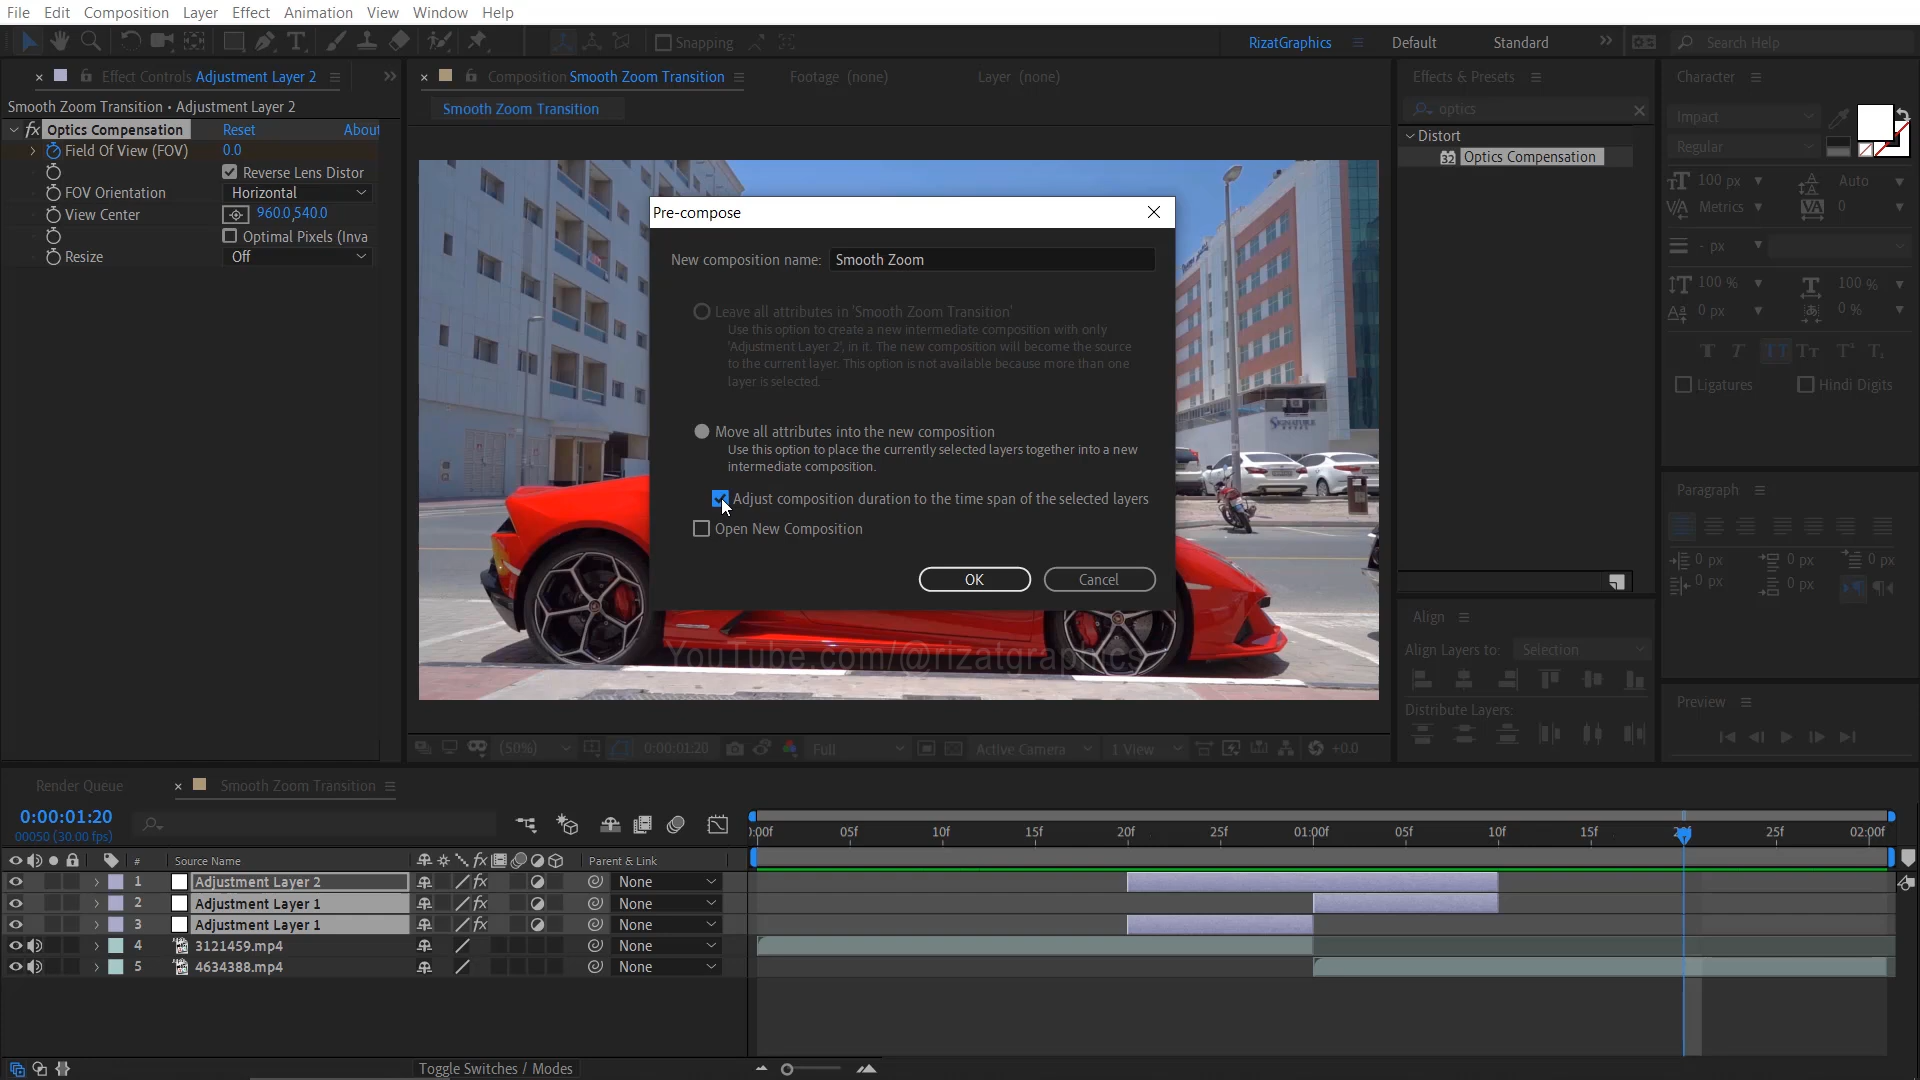 File Edit Composition Layer Effect Animation View Window Help
Snapping
RizatGraphics Default Standard Search Help
Effect Controls Adjustment Layer 2
Composition Smooth Zoom Transition
Footage (none)
Layer (none)
Effects & Presets
Character
Smooth Zoom Transition • Adjustment Layer 2
Smooth Zoom Transition
optics
Impact
Optics Compensation Reset About
Distort
Field Of View (FOV) 0.0
32 Optics Compensation
Regular
Reverse Lens Distor
100 px Auto
FOV Orientation Horizontal
Metrics 0
View Center 960.0,540.0
Optimal Pixels (Inva
- px
Resize Off
100 % 100 %
0 px 0 %
Ligatures Hindi Digits
Pre-compose
New composition name: Smooth Zoom
Leave all attributes in 'Smooth Zoom Transition'
Use this option to create a new intermediate composition with only
'Adjustment Layer 2', in it. The new composition will become the source
to the current layer. This option is not available because more than one
layer is selected.
Move all attributes into the new composition
Use this option to place the currently selected layers together into a new
intermediate composition.
Adjust composition duration to the time span of the selected layers
Open New Composition
OK Cancel
SIGNATURE
YouTube.com/@rizatgraphics
Paragraph
0 px 0 px 0 px
0 px 0 px
Align
Align Layers to: Selection
Distribute Layers:
Preview
(50%) 0:00:01:20 Full Active Camera 1 View +0.0
Render Queue
Smooth Zoom Transition
0:00:01:20
00050 (30.00 fps)
):00f 05f 10f 15f 20f 25f 01:00f 05f 10f 15f 25f 02:00f
# Source Name Parent & Link
1 Adjustment Layer 2 None
2 Adjustment Layer 1 None
3 Adjustment Layer 1 None
4 3121459.mp4 None
5 4634388.mp4 None
Toggle Switches / Modes